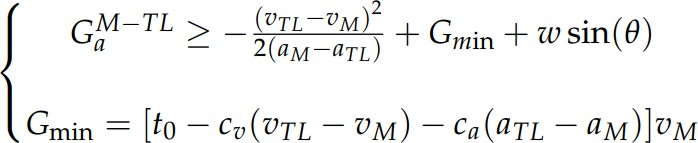 G_a^{M−TL} ≥ −\frac{(v_{TL}−v_M)^2}{2(a_M−a_{TL})} + G_{min} + w sin(θ)
G_{min} = [t_0 − c_v(v_{TL} − v_M) − c_a(a_{TL} − a_M)]v_M